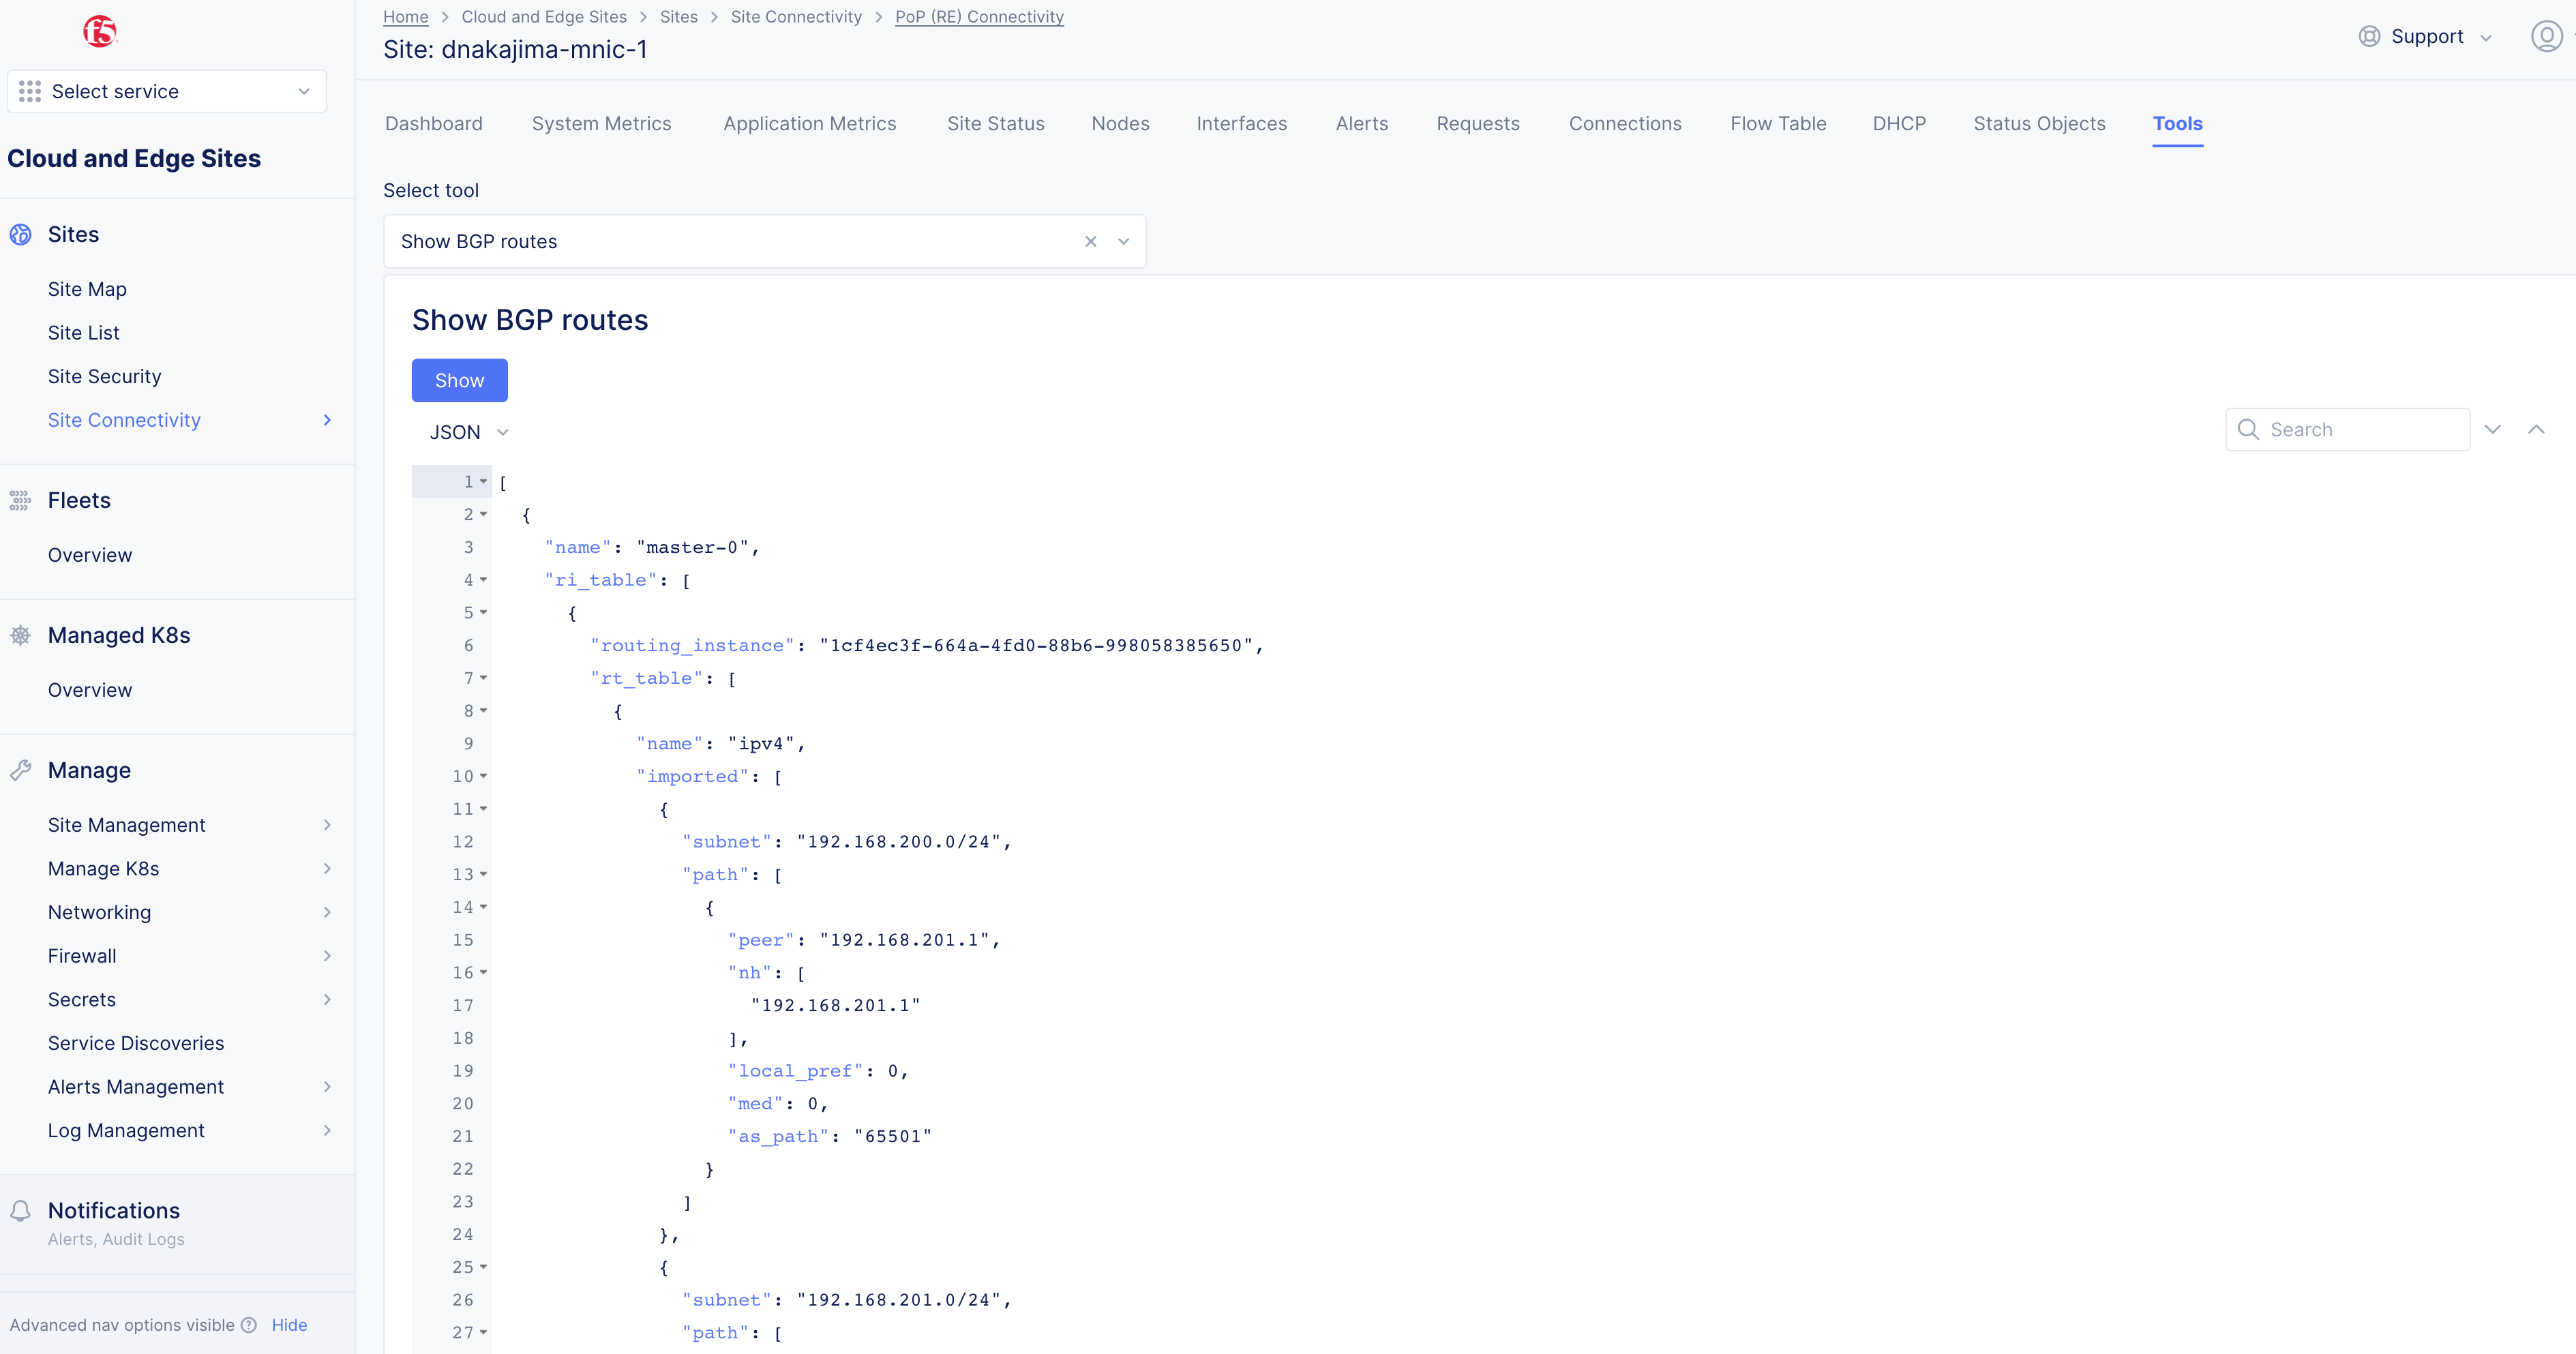 f5
Select service
Cloud and Edge Sites
Sites
Site Map
Site List
Site Security
Site Connectivity
Fleets
Overview
Managed K8s
Overview
Manage
Site Management
Manage K8s
Networking
Firewall
Secrets
Service Discoveries
Alerts Management
Log Management
Notifications
Alerts, Audit Logs
Advanced nav options visible ? Hide
Home > Cloud and Edge Sites > Sites > Site Connectivity > PoP (RE) Connectivity
Site: dnakajima-mnic-1
Support
Dashboard System Metrics Application Metrics Site Status Nodes Interfaces Alerts Requests Connections Flow Table DHCP Status Objects Tools
Select tool
Show BGP routes
Show BGP routes
Show
JSON
Search
1 [
2 {
3 "name": "master-0",
4 "ri_table": [
5 {
6 "routing_instance": "1cf4ec3f-664a-4fd0-88b6-998058385650",
7 "rt_table": [
8 {
9 "name": "ipv4",
10 "imported": [
11 {
12 "subnet": "192.168.200.0/24",
13 "path": [
14 {
15 "peer": "192.168.201.1",
16 "nh": [
17 "192.168.201.1"
18 ],
19 "local_pref": 0,
20 "med": 0,
21 "as_path": "65501"
22 }
23 ]
24 },
25 {
26 "subnet": "192.168.201.0/24",
27 "path": [